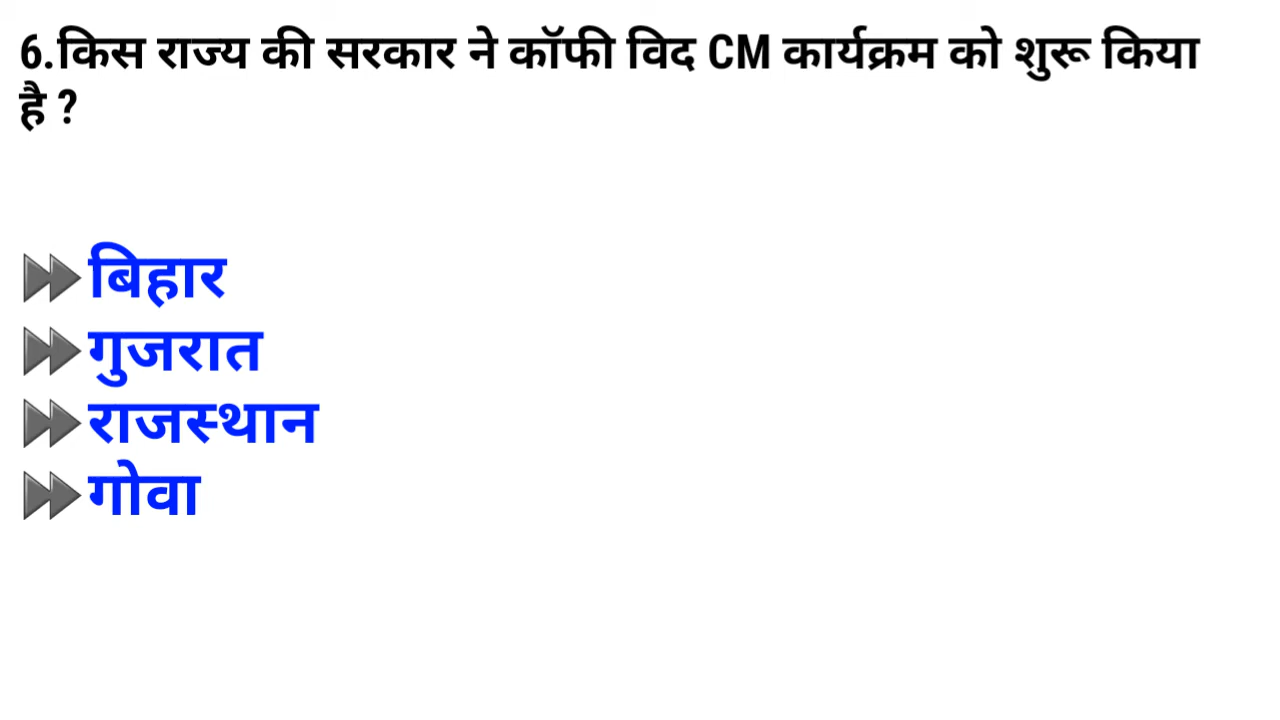 6.किस राज्य की सरकार ने कॉफी विद CM कार्यक्रम को शुरू किया
है ?
⏩बिहार
⏩गुजरात
⏩राजस्थान
⏩गोवा